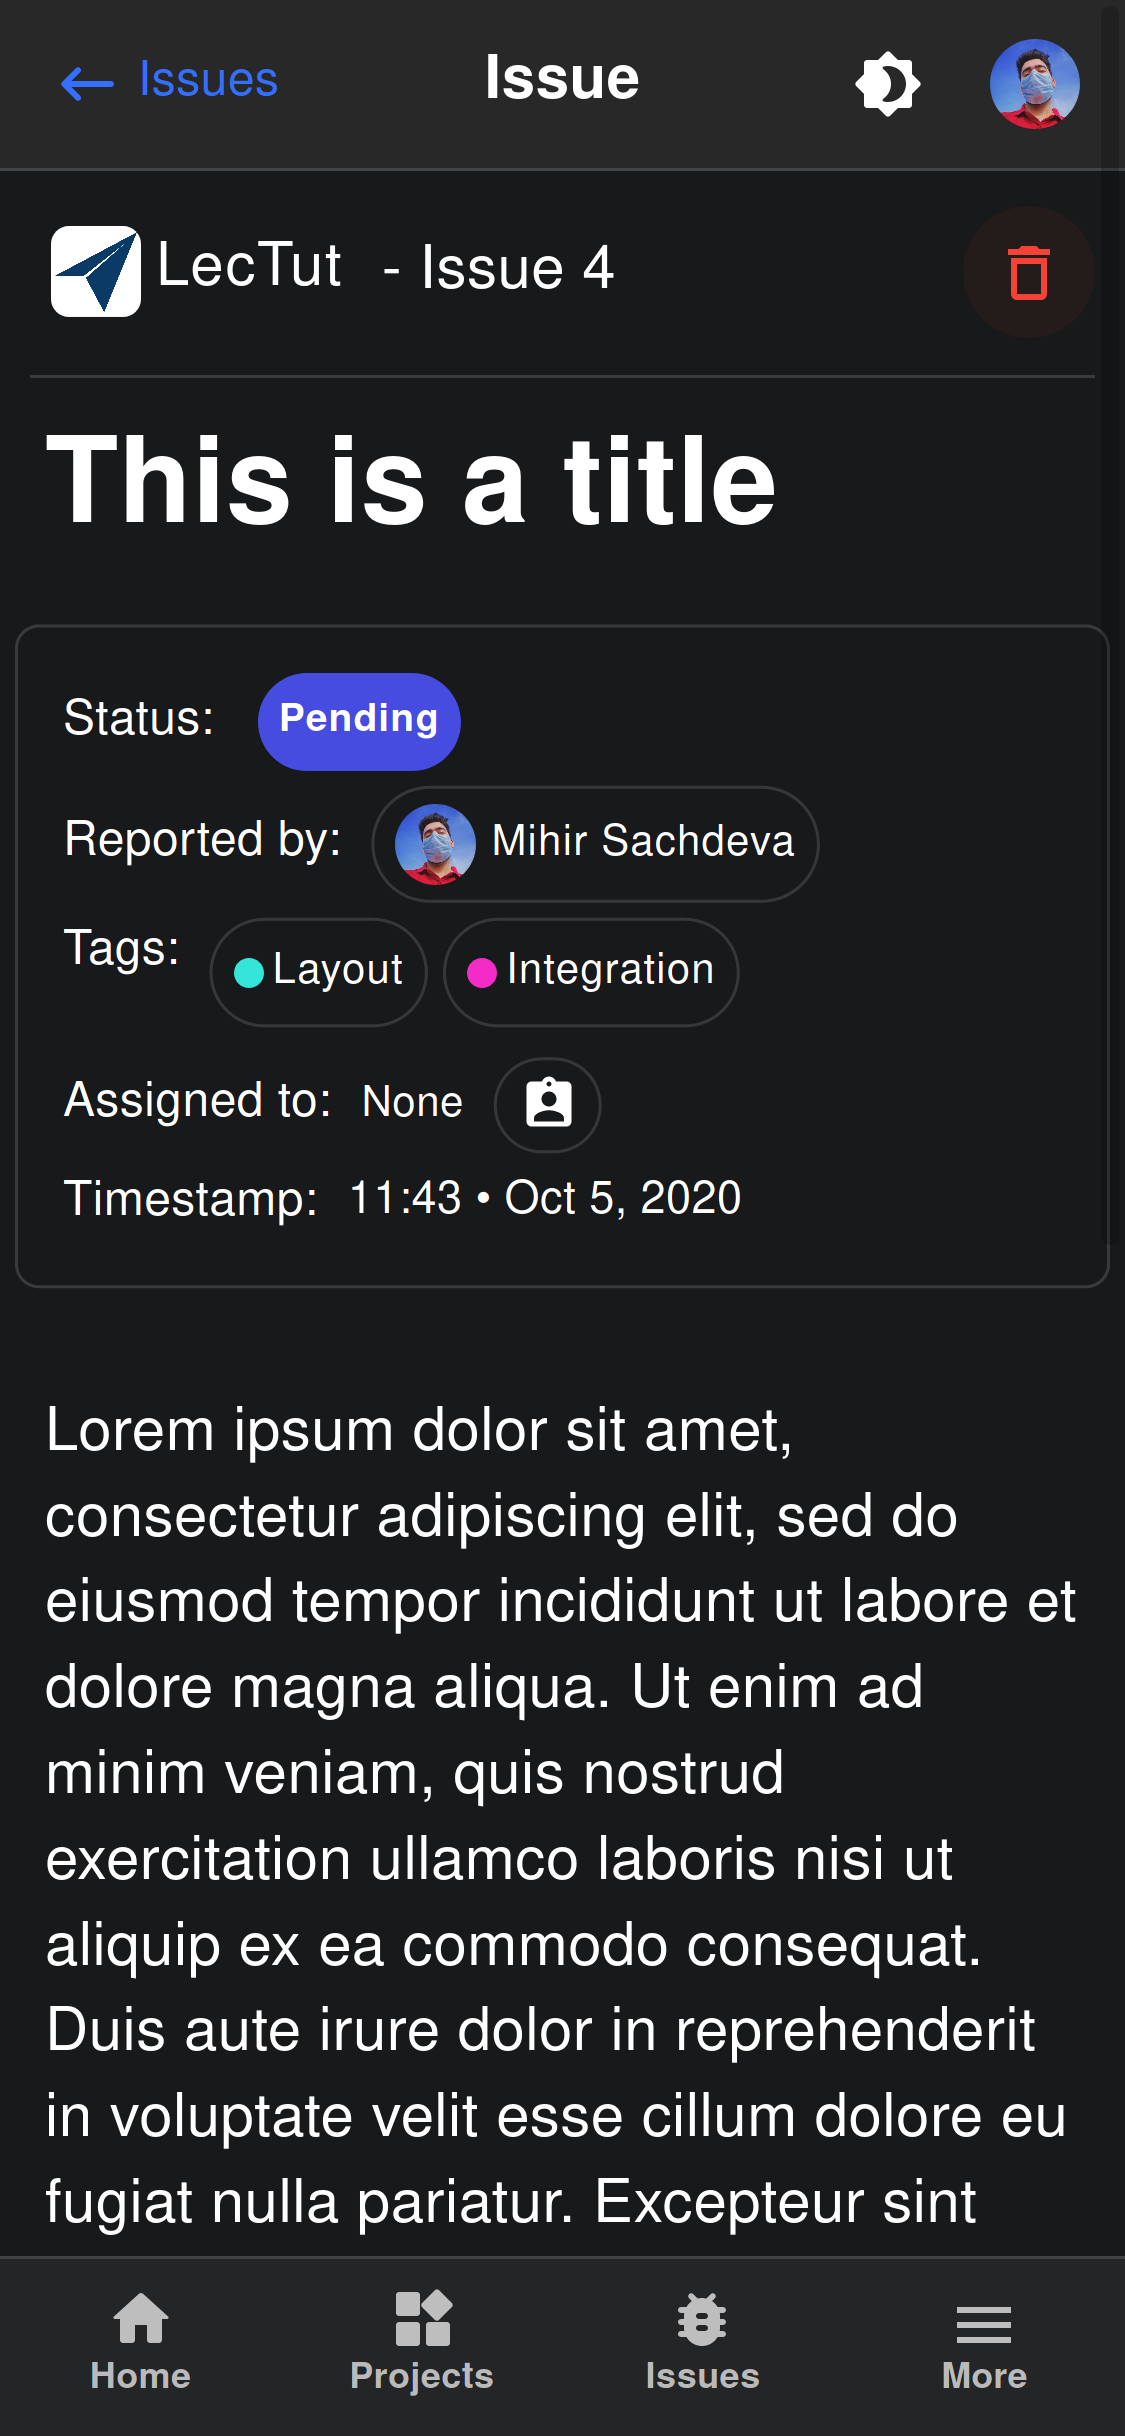 Issues
Issue
LecTut - Issue 4
This is a title
Status: Pending
Reported by: Mihir Sachdeva
Tags: Layout Integration
Assigned to: None
Timestamp: 11:43 • Oct 5, 2020
Lorem ipsum dolor sit amet,
consectetur adipiscing elit, sed do
eiusmod tempor incididunt ut labore et
dolore magna aliqua. Ut enim ad
minim veniam, quis nostrud
exercitation ullamco laboris nisi ut
aliquip ex ea commodo consequat.
Duis aute irure dolor in reprehenderit
in voluptate velit esse cillum dolore eu
fugiat nulla pariatur. Excepteur sint
Home Projects Issues More